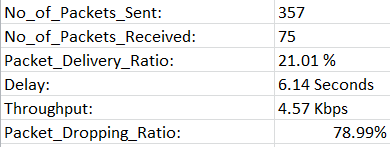 No_of_Packets_Sent: 357
No_of_Packets_Received: 75
Packet_Delivery_Ratio: 21.01 %
Delay: 6.14 Seconds
Throughput: 4.57 Kbps
Packet_Dropping_Ratio: 78.99%